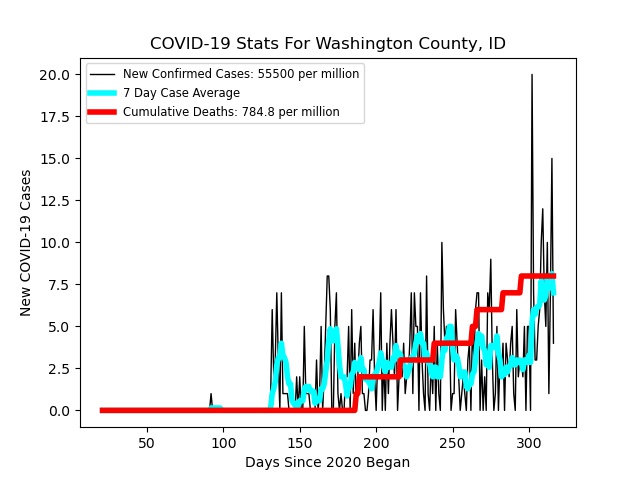 COVID-19 Stats For Washington County, ID
New Confirmed Cases: 55500 per million
7 Day Case Average
Cumulative Deaths: 784.8 per million
New COVID-19 Cases
20.0
17.5
15.0
12.5
10.0
7.5
5.0
2.5
0.0
50 100 150 200 250 300
Days Since 2020 Began